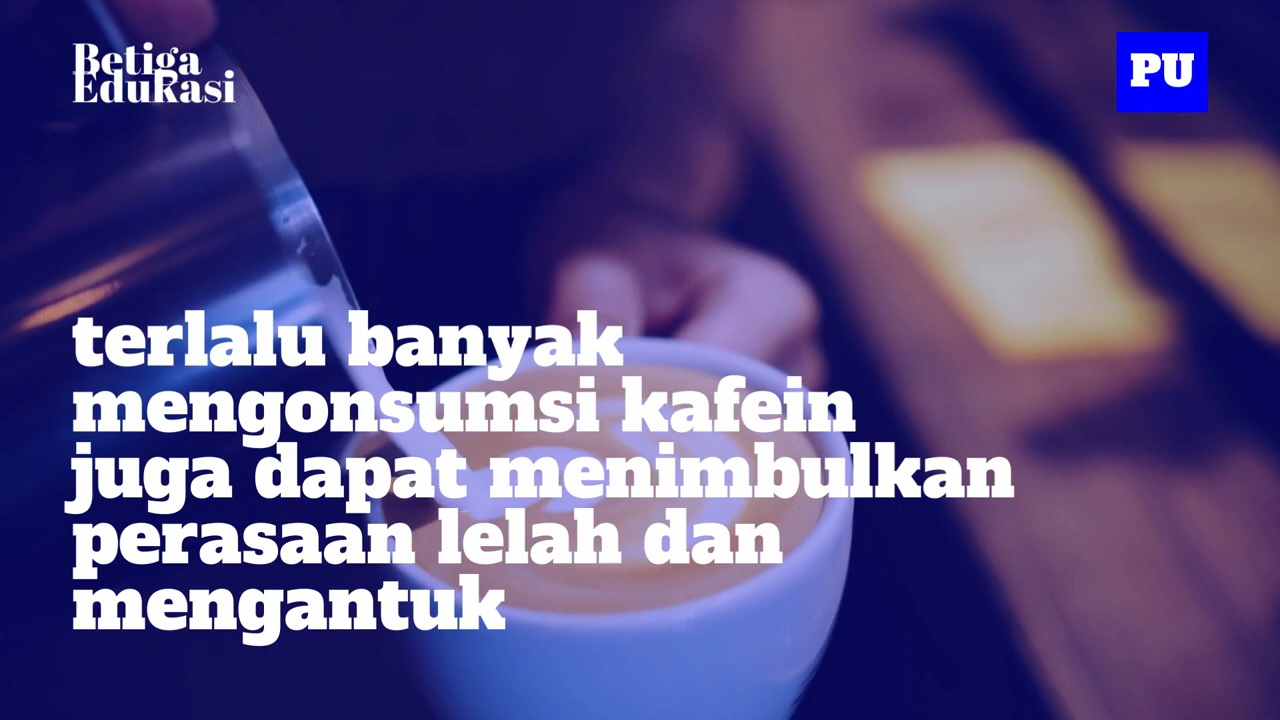 Betiga
EduKasi
PU
terlalu banyak
mengonsumsi kafein
juga dapat menimbulkan
perasaan lelah dan
mengantuk